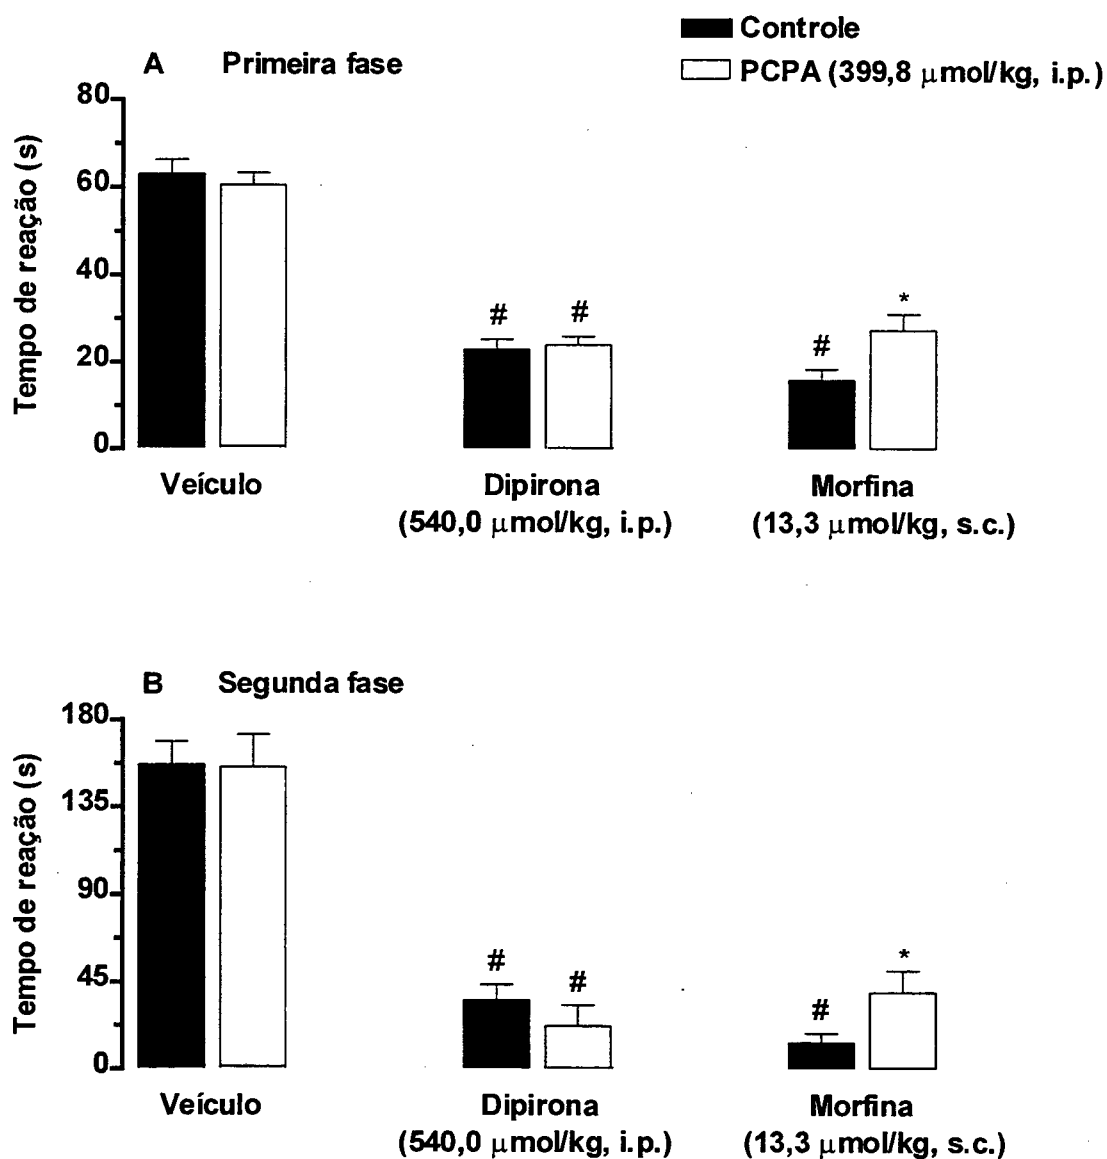 Controle
PCPA (399,8 μmol/kg, i.p.)
A Primeira fase
Tempo de reação (s)
80
60
40
20
0
# # # *
Veículo Dipirona Morfina
(540,0 μmol/kg, i.p.) (13,3 μmol/kg, s.c.)
B Segunda fase
Tempo de reação (s)
180
135
90
45
0
# # # *
Veículo Dipirona Morfina
(540,0 μmol/kg, i.p.) (13,3 μmol/kg, s.c.)